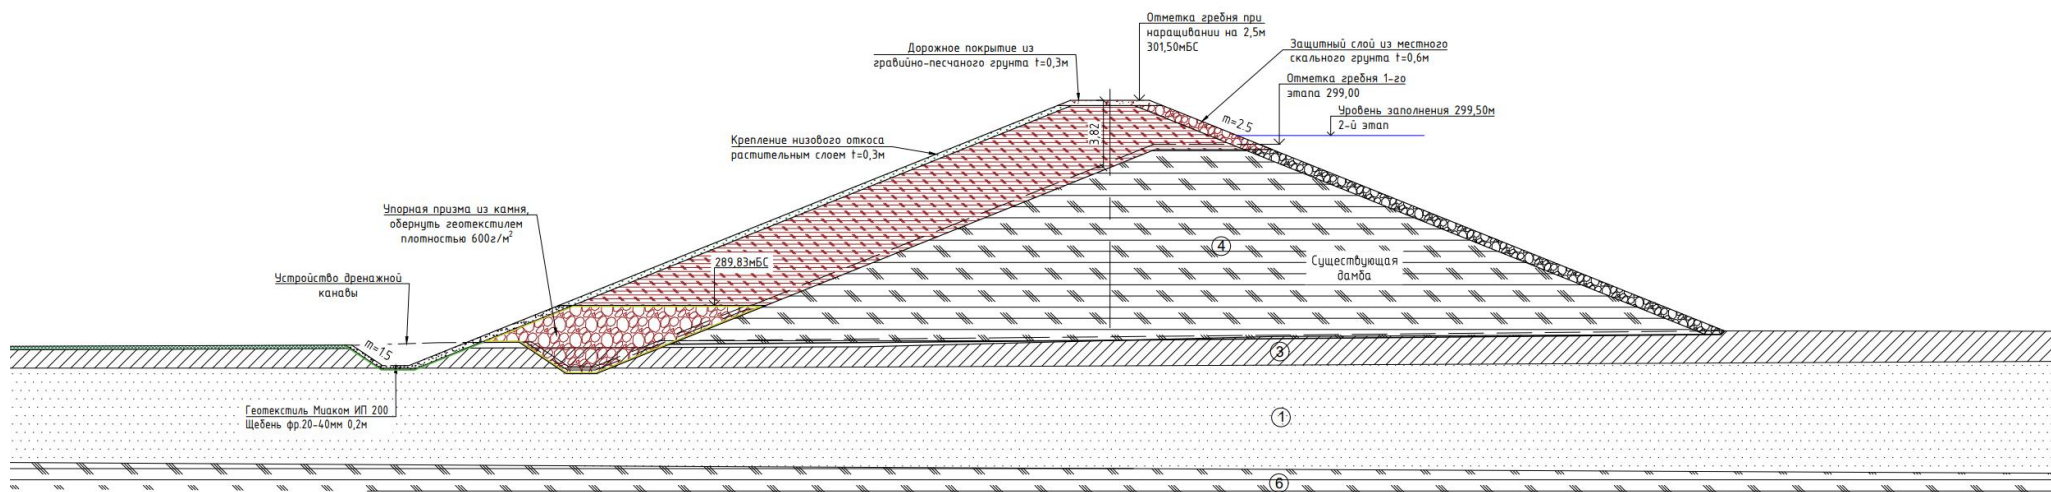 Отметка гребня при
наращивании на 2,5м
301,50мБС
Дорожное покрытие из
гравийно-песчаного грунта t=0,3м
Защитный слой из местного
скального грунта t=0,6м
Отметка гребня 1-го
этапа 299,00
Уровень заполнения 299,50м
2-й этап
m=2.5
3,82
Крепление низового откоса
растительным слоем t=0,3м
Упорная призма из камня,
обернуть геотекстилем
плотностью 600г/м²
289,83мБС
4
Существующая
дамба
Устройство дренажной
канавы
m=1.5
3
Геотекстиль Миаком ИП 200
Щебень фр.20-40мм 0,2м
1
6